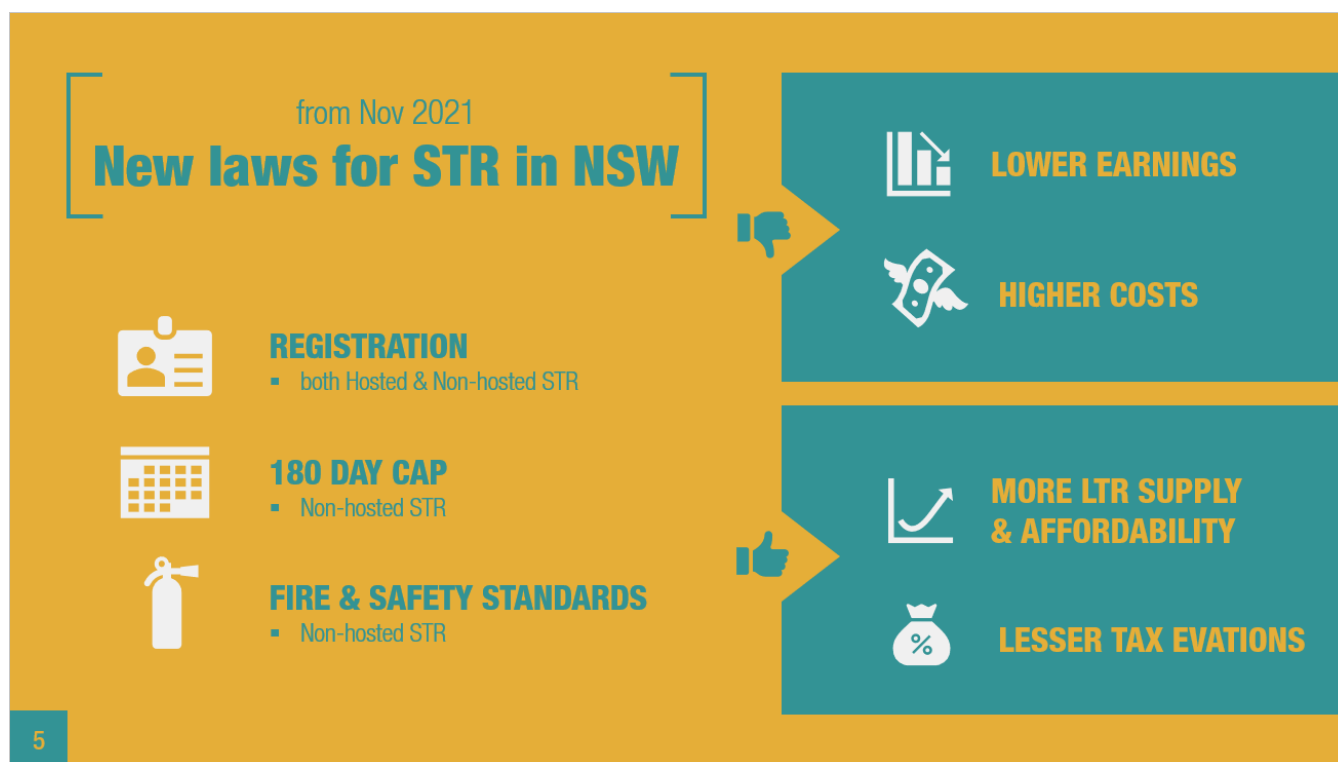 from Nov 2021
New laws for STR in NSW
REGISTRATION
▪ both Hosted & Non-hosted STR
180 DAY CAP
▪ Non-hosted STR
FIRE & SAFETY STANDARDS
▪ Non-hosted STR
LOWER EARNINGS
HIGHER COSTS
MORE LTR SUPPLY
& AFFORDABILITY
%
LESSER TAX EVATIONS
5